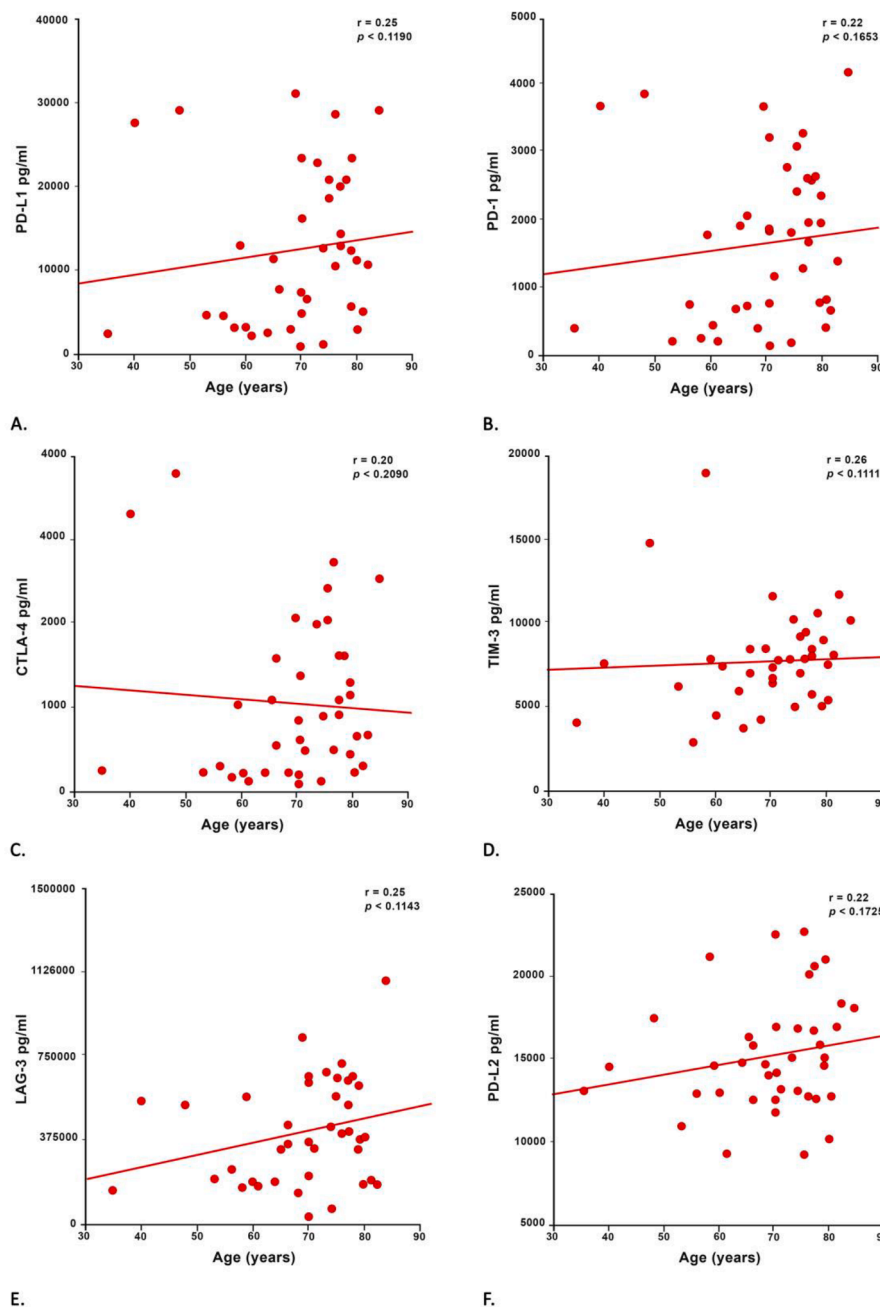 40000
30000
20000
10000
0
PD-L1 pg/ml
r = 0.25
p < 0.1190
30 40 50 60 70 80 90
Age (years)
A.
5000
4000
3000
2000
1000
0
PD-1 pg/ml
r = 0.22
p < 0.1653
30 40 50 60 70 80 90
Age (years)
B.
4000
4000
2000
1000
0
CTLA-4 pg/ml
r = 0.20
p < 0.2090
30 40 50 60 70 80 90
Age (years)
C.
20000
15000
10000
5000
0
TIM-3 pg/ml
r = 0.26
p < 0.1111
30 40 50 60 70 80 90
Age (years)
D.
1500000
1126000
750000
375000
0
LAG-3 pg/ml
r = 0.25
p < 0.1143
30 40 50 60 70 80 90
Age (years)
E.
25000
20000
15000
10000
5000
PD-L2 pg/ml
r = 0.22
p < 0.1725
30 40 50 60 70 80 90
Age (years)
F.